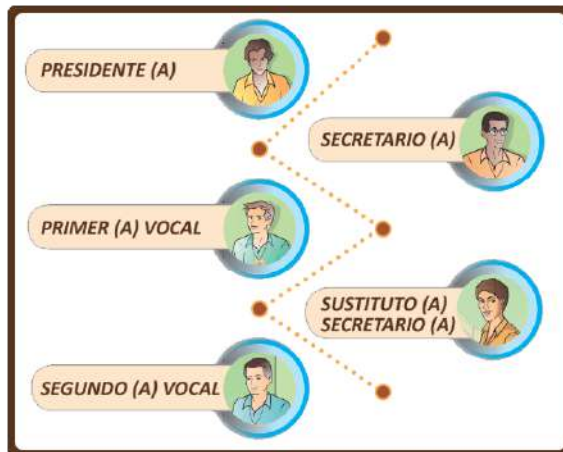 PRESIDENTE (A)
SECRETARIO (A)
PRIMER (A) VOCAL
SUSTITUTO (A)
SECRETARIO (A)
SEGUNDO (A) VOCAL